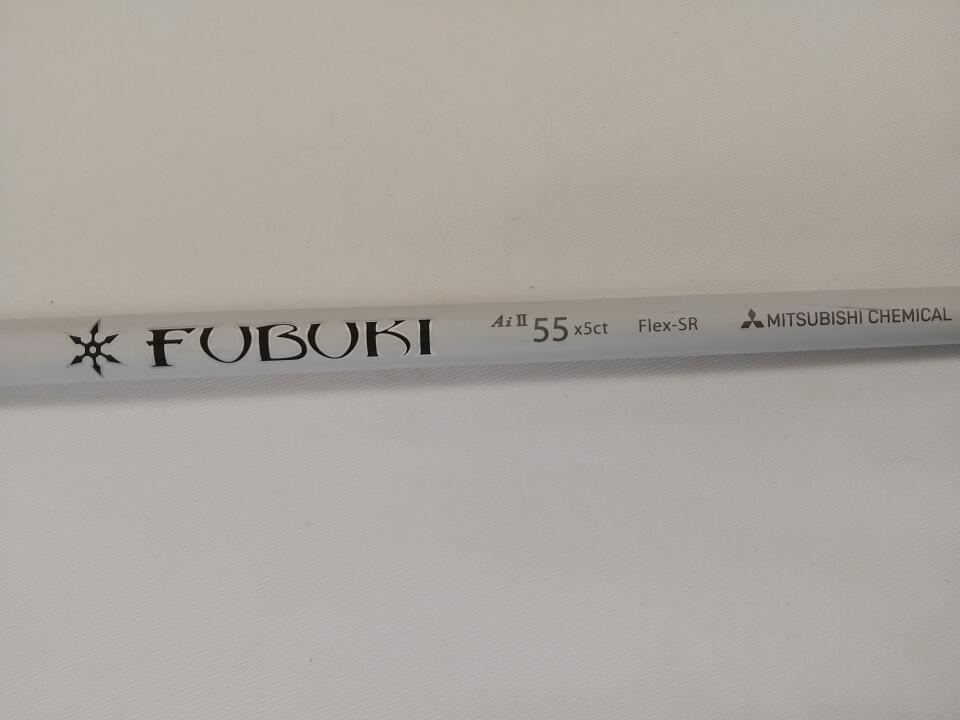 FUBUKI Ai II 55 x5ct Flex-SR MITSUBISHI CHEMICAL